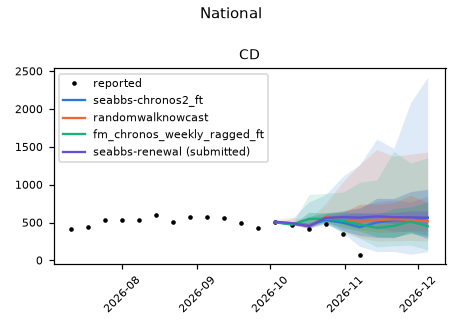 National
CD
2500
2000
1500
1000
500
0
reported
seabbs-chronos2_ft
randomwalknowcast
fm_chronos_weekly_ragged_ft
seabbs-renewal (submitted)
2026-08
2026-09
2026-10
2026-11
2026-12